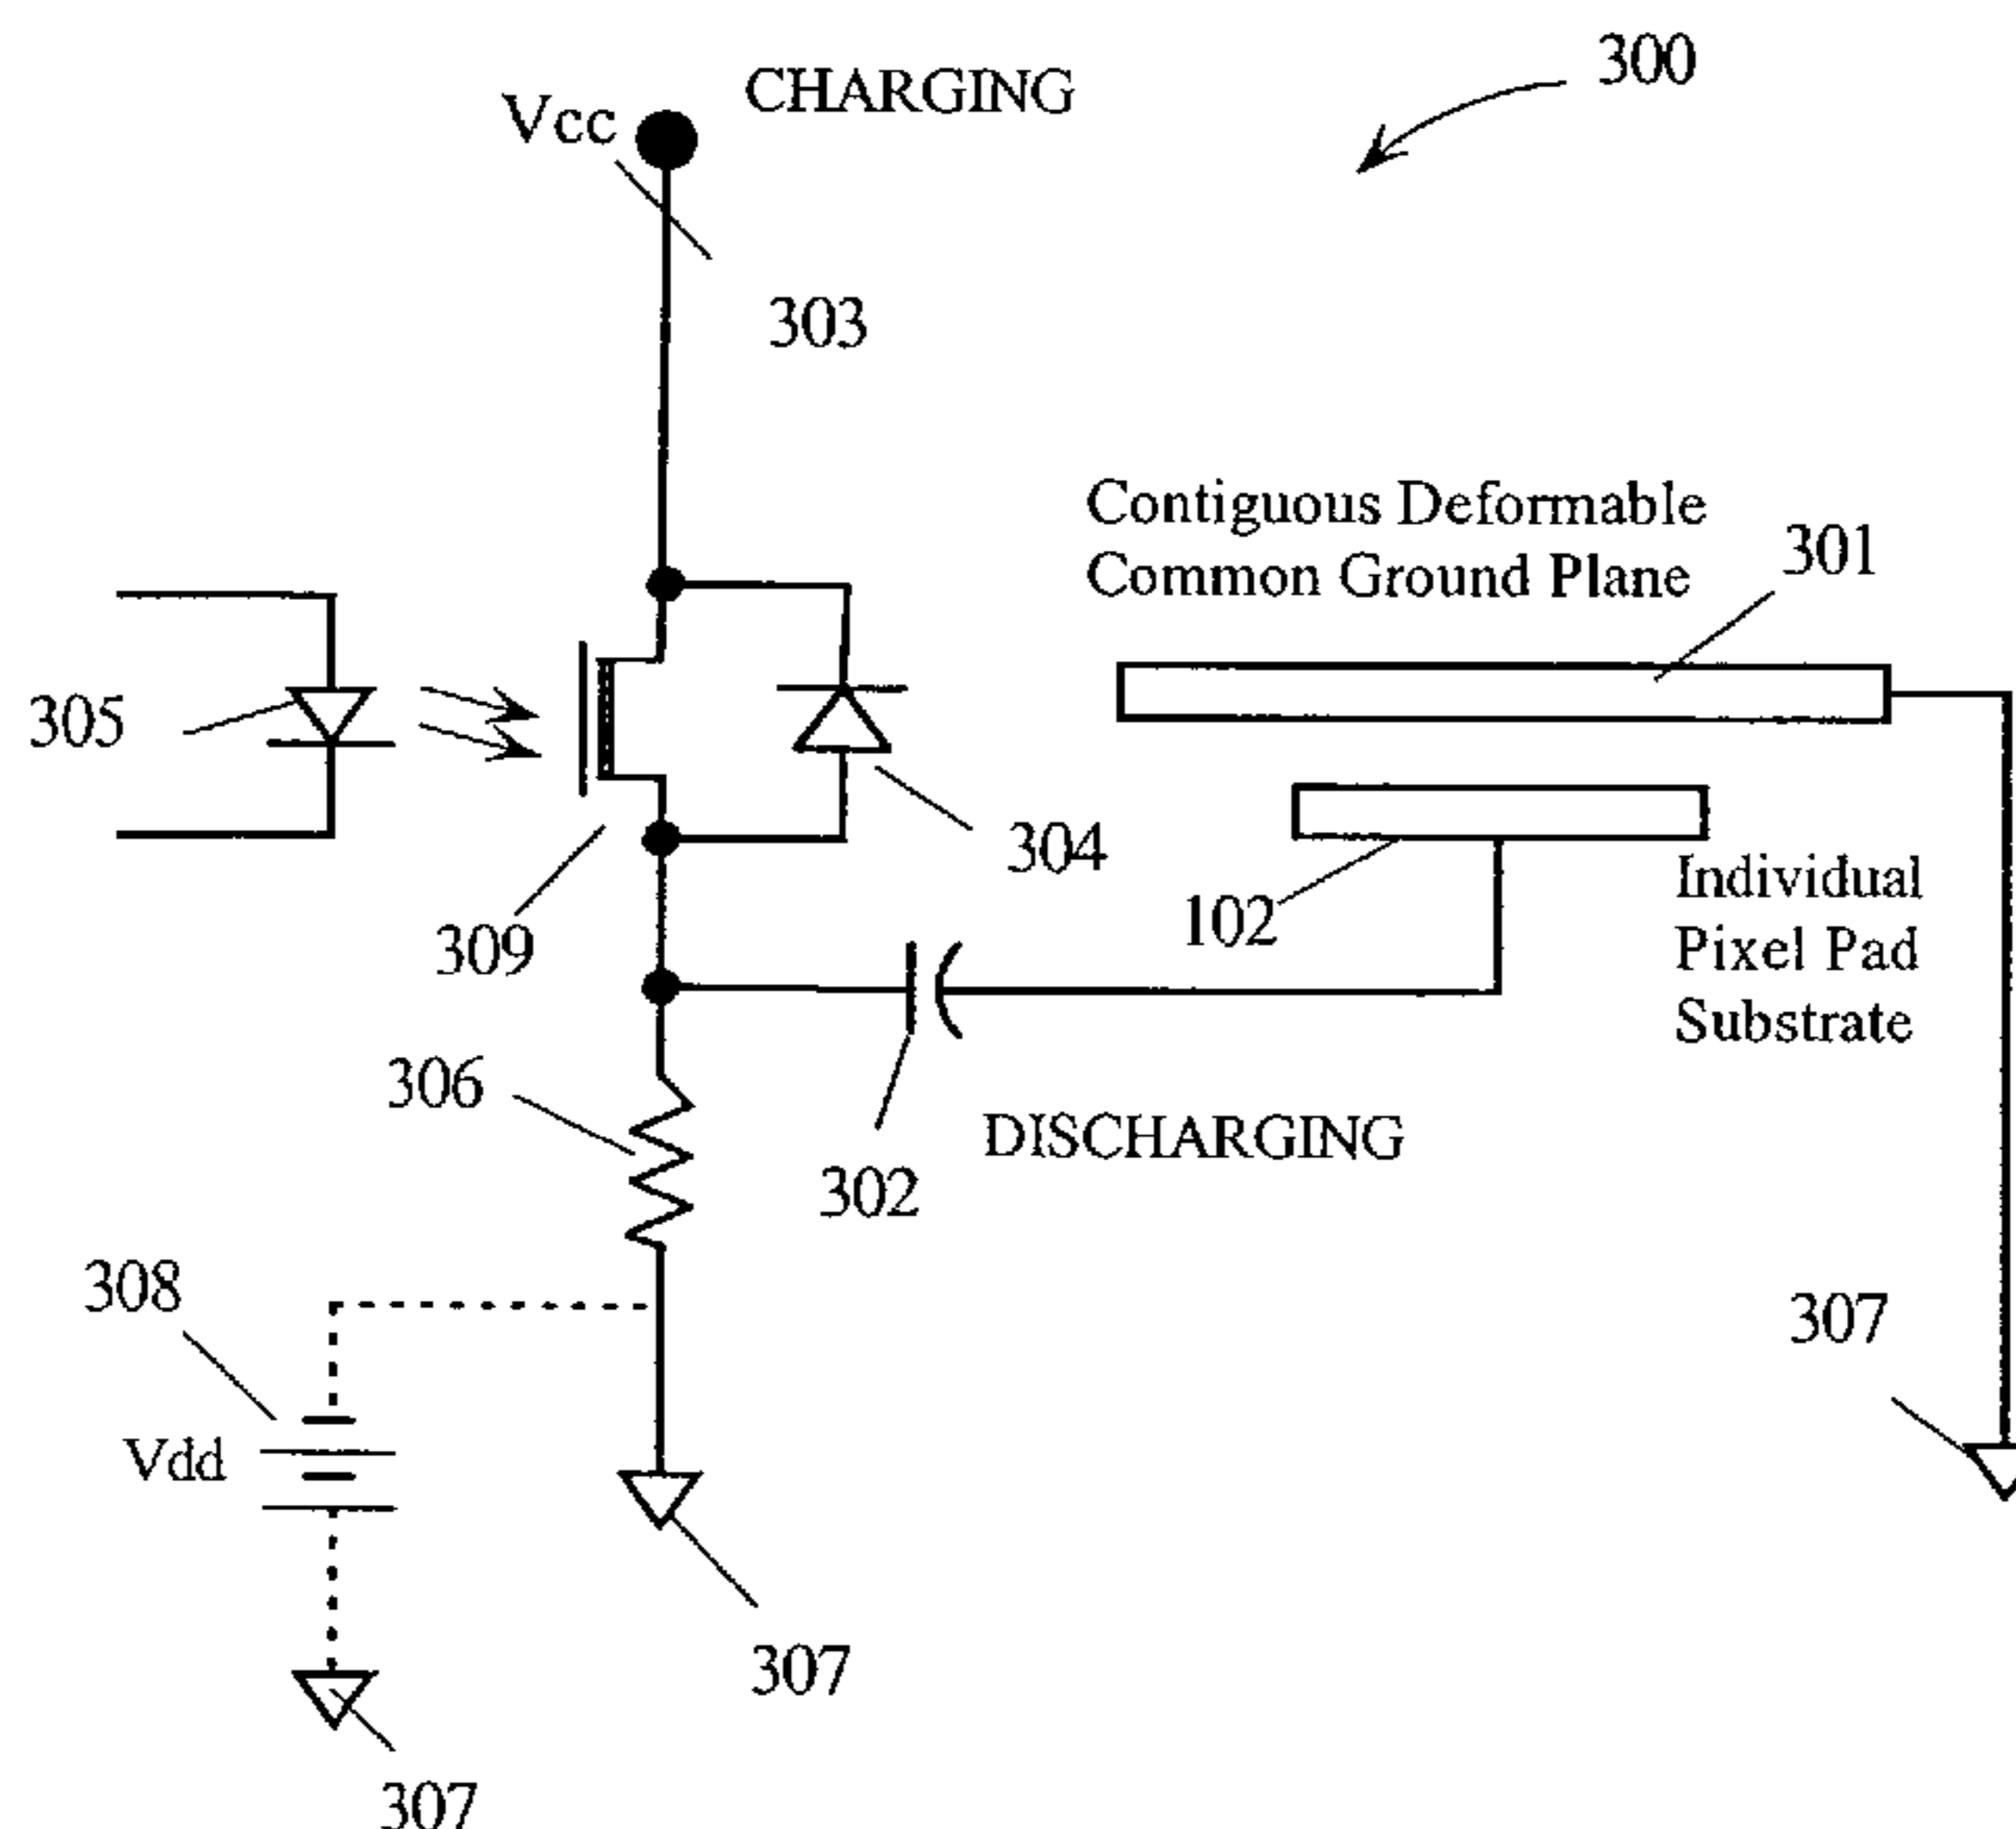 300
CHARGING
Vcc
303
Contiguous Deformable
Common Ground Plane
301
305
304
309
102
Individual
Pixel Pad
Substrate
306
DISCHARGING
302
308
307
Vdd
307
307